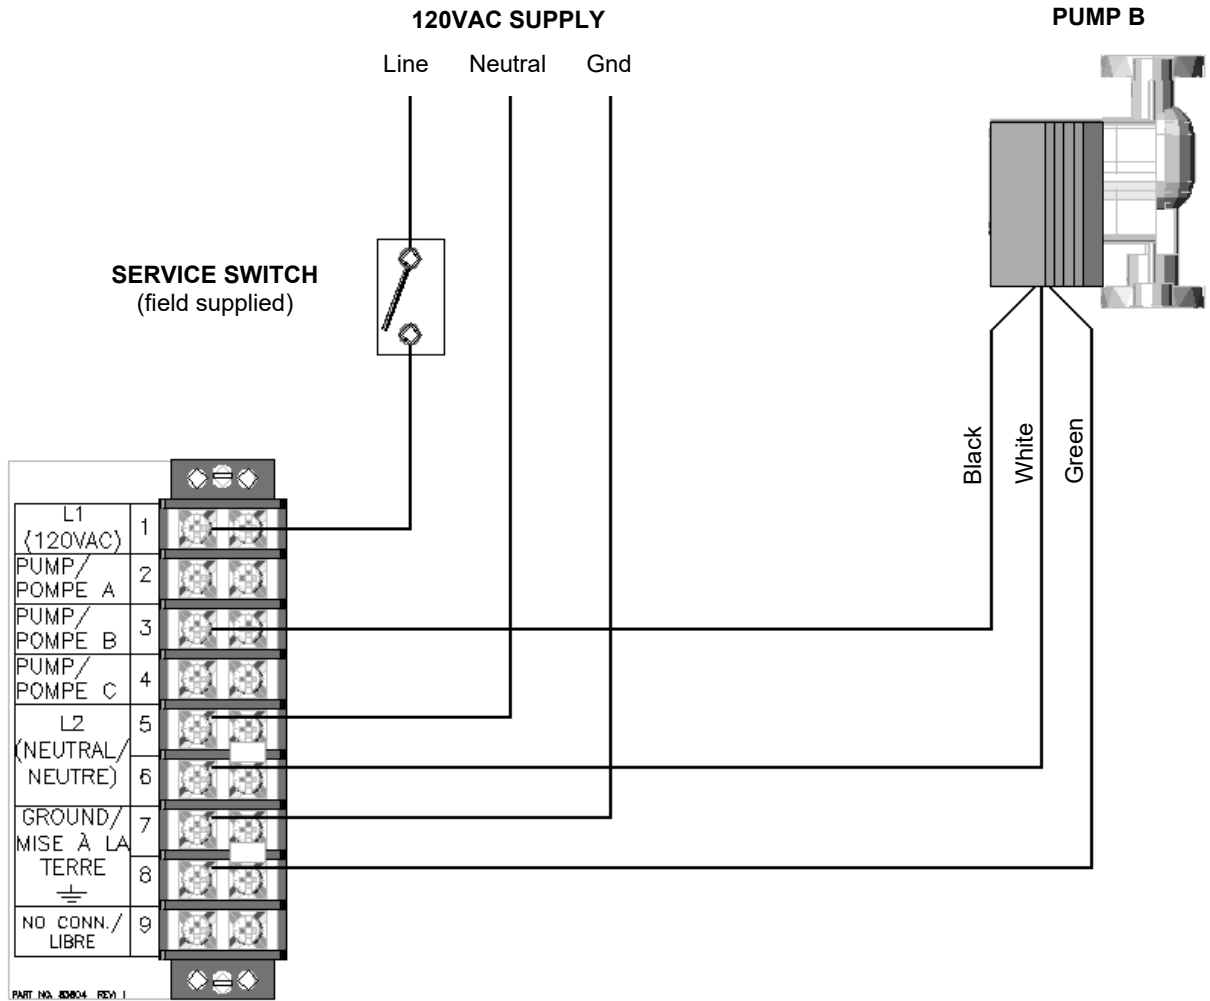 120VAC SUPPLY
PUMP B
Line
Neutral
Gnd
SERVICE SWITCH
(field supplied)
Black
White
Green
L1
(120VAC)
1
PUMP/
POMPE A
2
PUMP/
POMPE B
3
PUMP/
POMPE C
4
L2
(NEUTRAL/
NEUTRE)
5
6
GROUND/
MISE À LA
TERRE
7
8
NO CONN./
LIBRE
9
PART NO. REV: 1